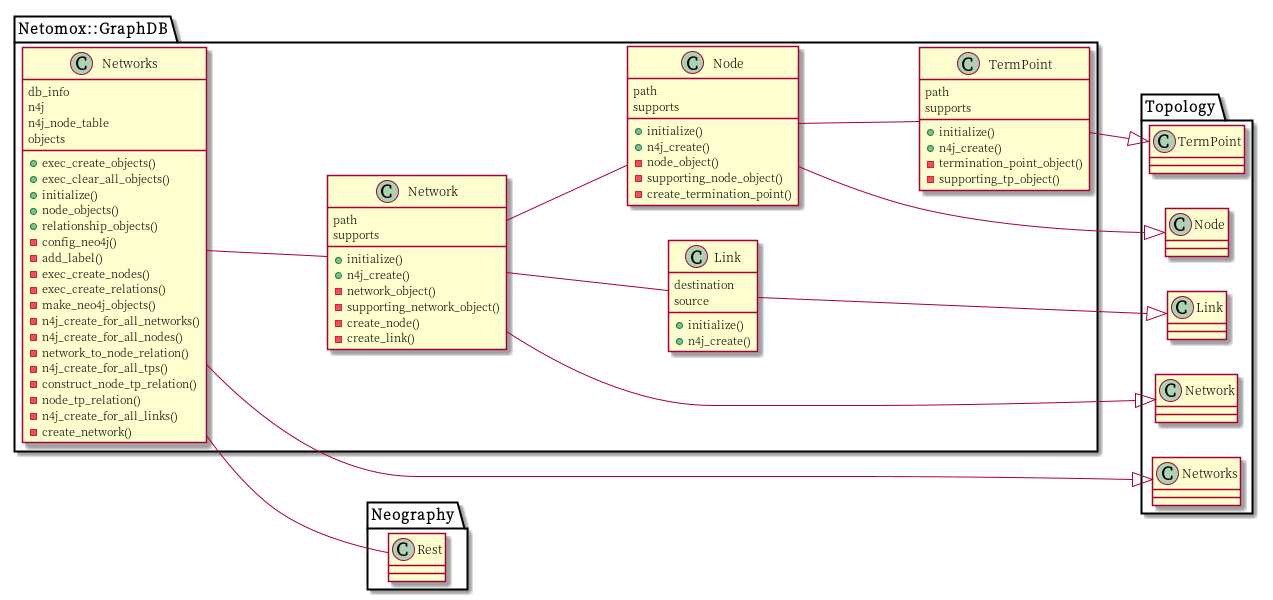 Netomox::GraphDB
C Networks
db_info
n4j
n4j_node_table
objects
exec_create_objects()
exec_clear_all_objects()
initialize()
node_objects()
relationship_objects()
config_neo4j()
add_label()
exec_create_nodes()
exec_create_relations()
make_neo4j_objects()
n4j_create_for_all_networks()
n4j_create_for_all_nodes()
network_to_node_relation()
n4j_create_for_all_tps()
construct_node_tp_relation()
node_tp_relation()
n4j_create_for_all_links()
create_network()
C Network
path
supports
initialize()
n4j_create()
network_object()
supporting_network_object()
create_node()
create_link()
C Node
path
supports
initialize()
n4j_create()
node_object()
supporting_node_object()
create_termination_point()
C Link
destination
source
initialize()
n4j_create()
C TermPoint
path
supports
initialize()
n4j_create()
termination_point_object()
supporting_tp_object()
Topology
C TermPoint
C Node
C Link
C Network
C Networks
Neography
C Rest